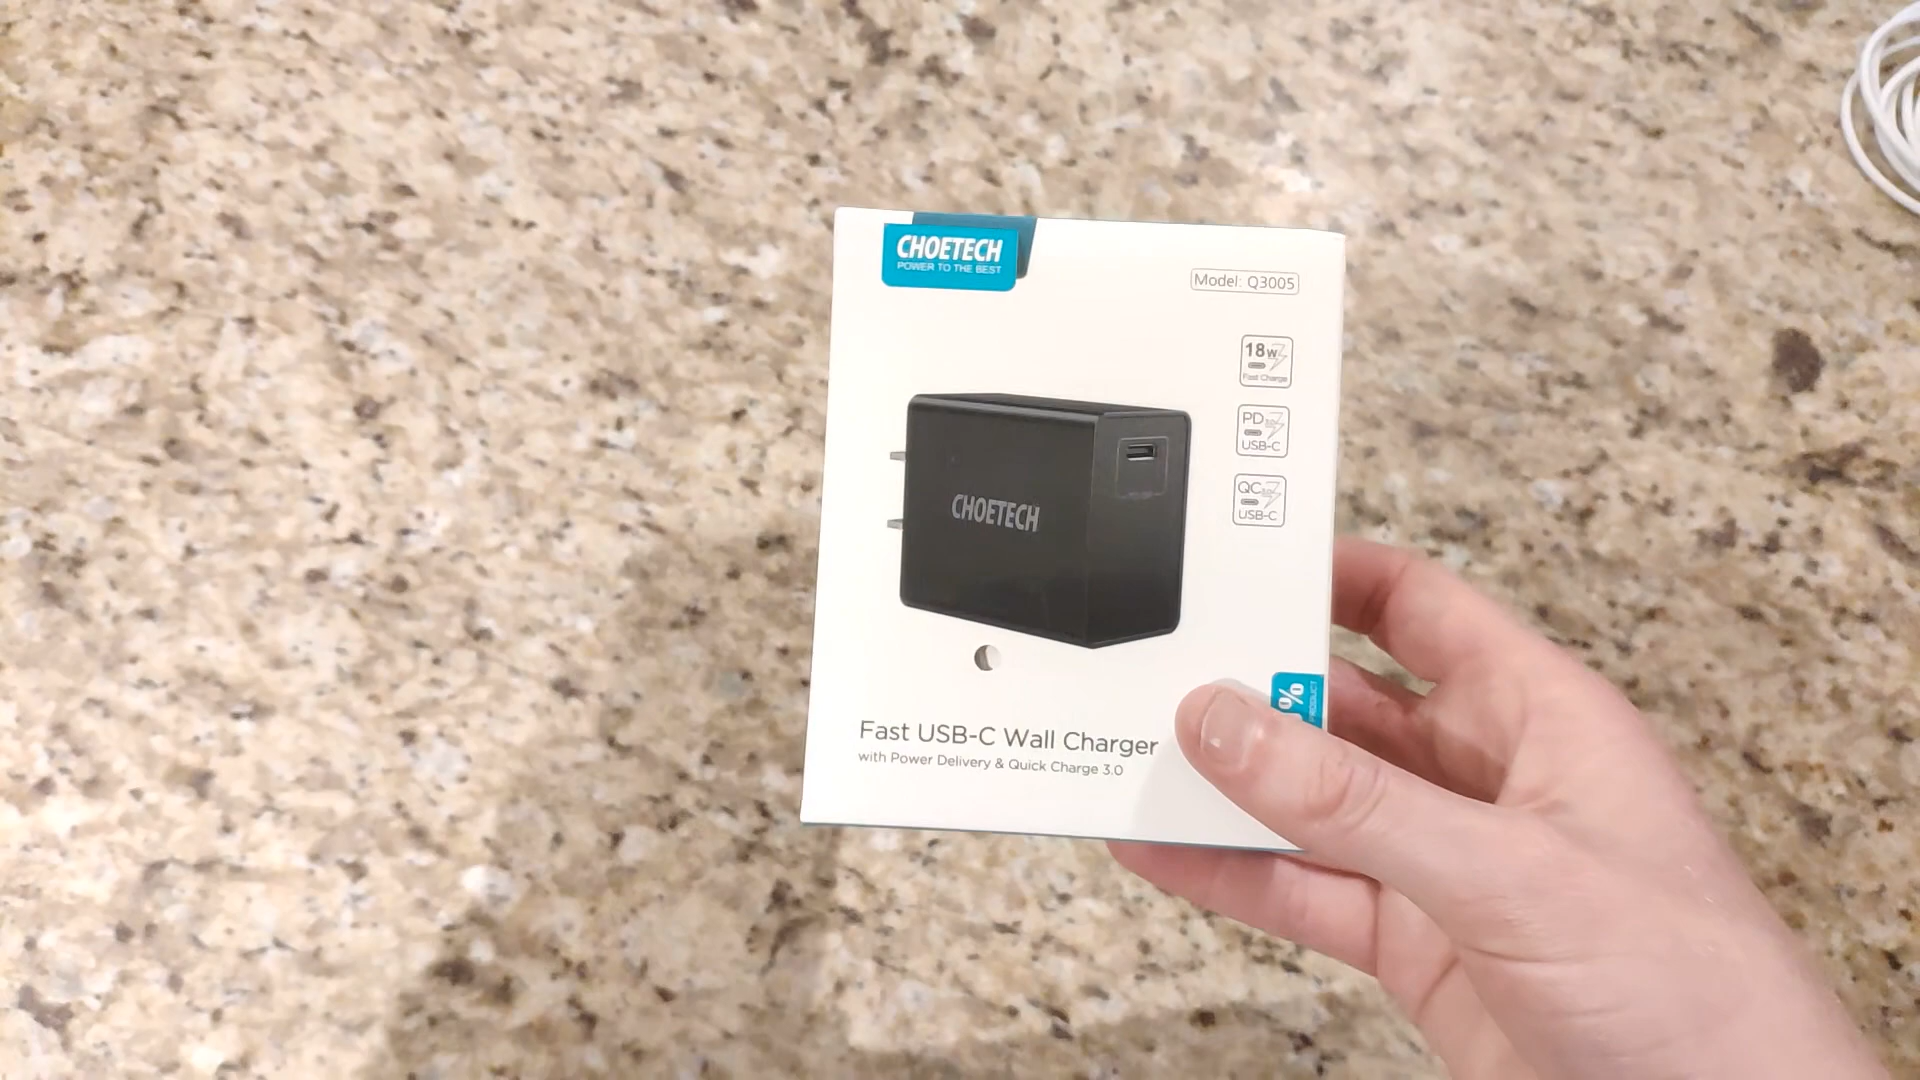 CHOETECH
POWER TO THE BEST
Model: Q3005
18W
Fast Charge
PD
USB-C
QC
USB-C
CHOETECH
%
PRODUCT
Fast USB-C Wall Charger
with Power Delivery & Quick Charge 3.0